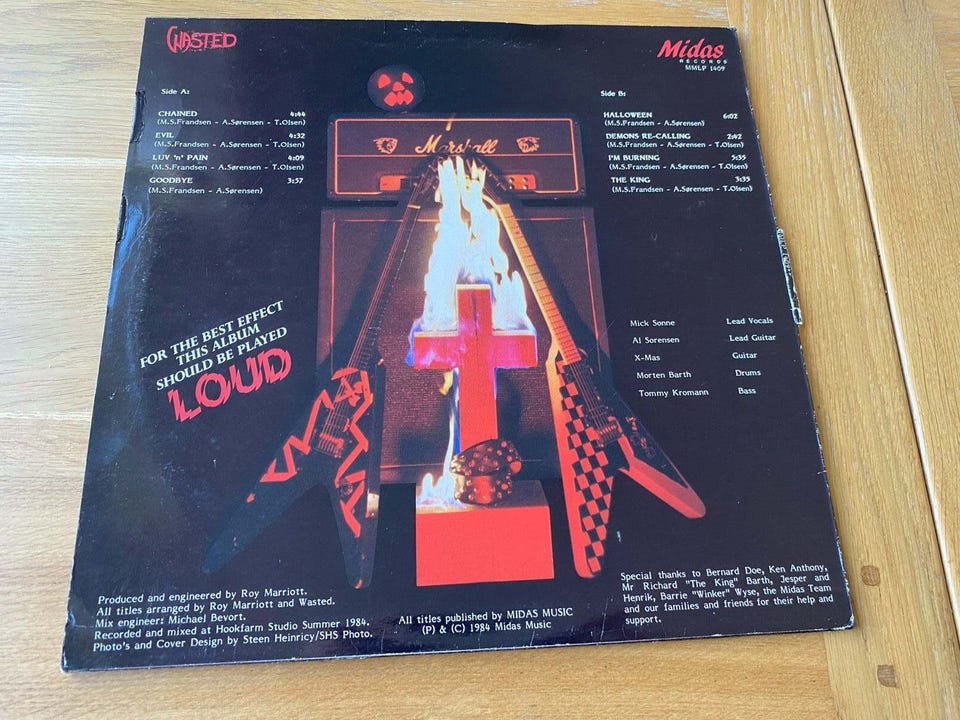 WASTED
Midas
RECORDS
MMLP 1409
Side A:
CHAINED 4:44
(M.S.Frandsen - A.Sørensen - T.Olsen)
EVIL 4:32
(M.S.Frandsen - A.Sørensen - T.Olsen)
LUV 'n' PAIN 4:09
(M.S.Frandsen - A.Sørensen - T.Olsen)
GOODBYE 3:57
(M.S.Frandsen - A.Sørensen)
Side B:
HALLOWEEN 6:02
(M.S.Frandsen - A.Sørensen - T.Olsen)
DEMONS RE-CALLING 2:42
(M.S.Frandsen - A.Sørensen - T.Olsen)
I'M BURNING 5:35
(M.S.Frandsen - A.Sørensen - T.Olsen)
THE KING 3:35
(M.S.Frandsen - A.Sørensen - T.Olsen)
Marshall
FOR THE BEST EFFECT
THIS ALBUM
SHOULD BE PLAYED
LOUD
Mick Sonne Lead Vocals
Al Sorensen Lead Guitar
X-Mas Guitar
Morten Barth Drums
Tommy Kromann Bass
Produced and engineered by Roy Marriott.
All titles arranged by Roy Marriott and Wasted.
Mix engineer: Michael Bevort.
Recorded and mixed at Hookfarm Studio Summer 1984.
Photo's and Cover Design by Steen Heinricy/SHS Photo.
All titles published by MIDAS MUSIC
(P) & (C) 1984 Midas Music
Special thanks to Bernard Doe, Ken Anthony,
Mr Richard "The King" Barth, Jesper and
Henrik, Barrie "Winker" Wyse, the Midas Team
and our families and friends for their help and
support.